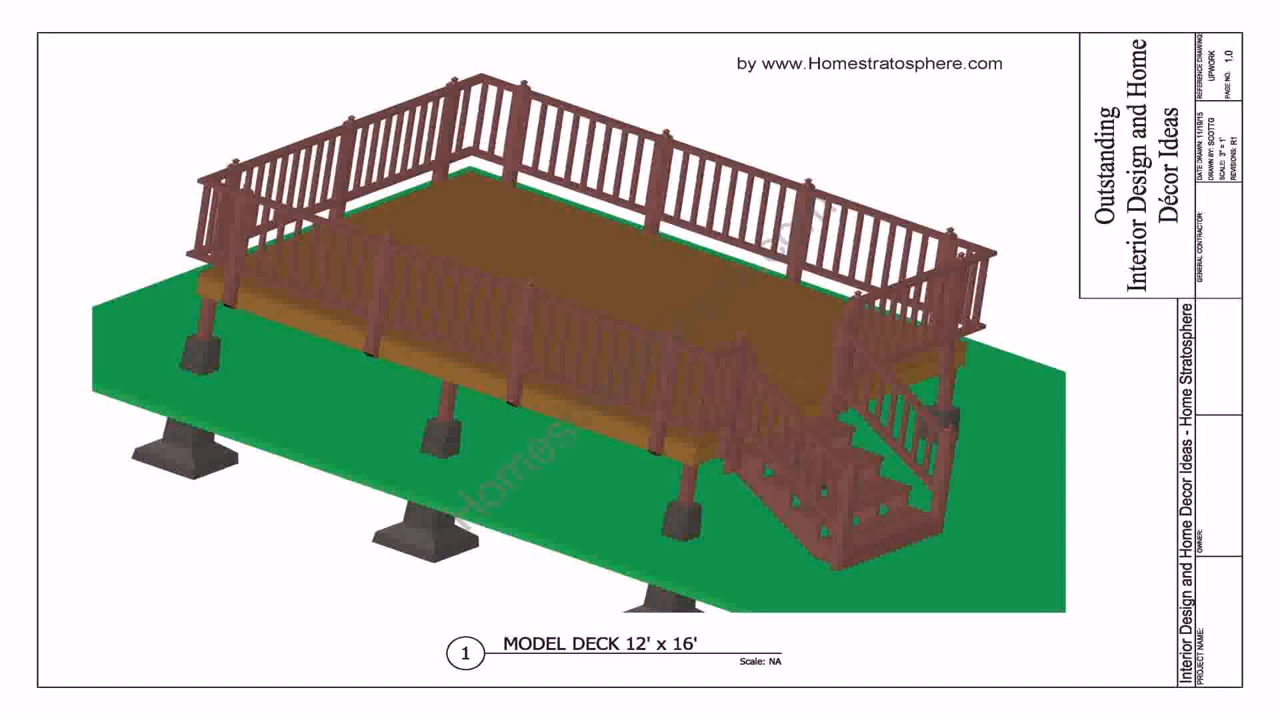 by www.Homestratosphere.com
Outstanding
Interior Design and Home
Décor Ideas
REFERENCE DRAWING:
UPWORK
PAGE NO. 1.0
DATE DRAWN: 11/19/15
DRAWN BY: SCOTTG
SCALE: 3" = 1'
REVISIONS: R1
GENERAL CONTRACTOR:
Interior Design and Home Decor Ideas - Home Stratosphere
OWNER:
PROJECT NAME:
1
MODEL DECK 12' x 16'
Scale: NA